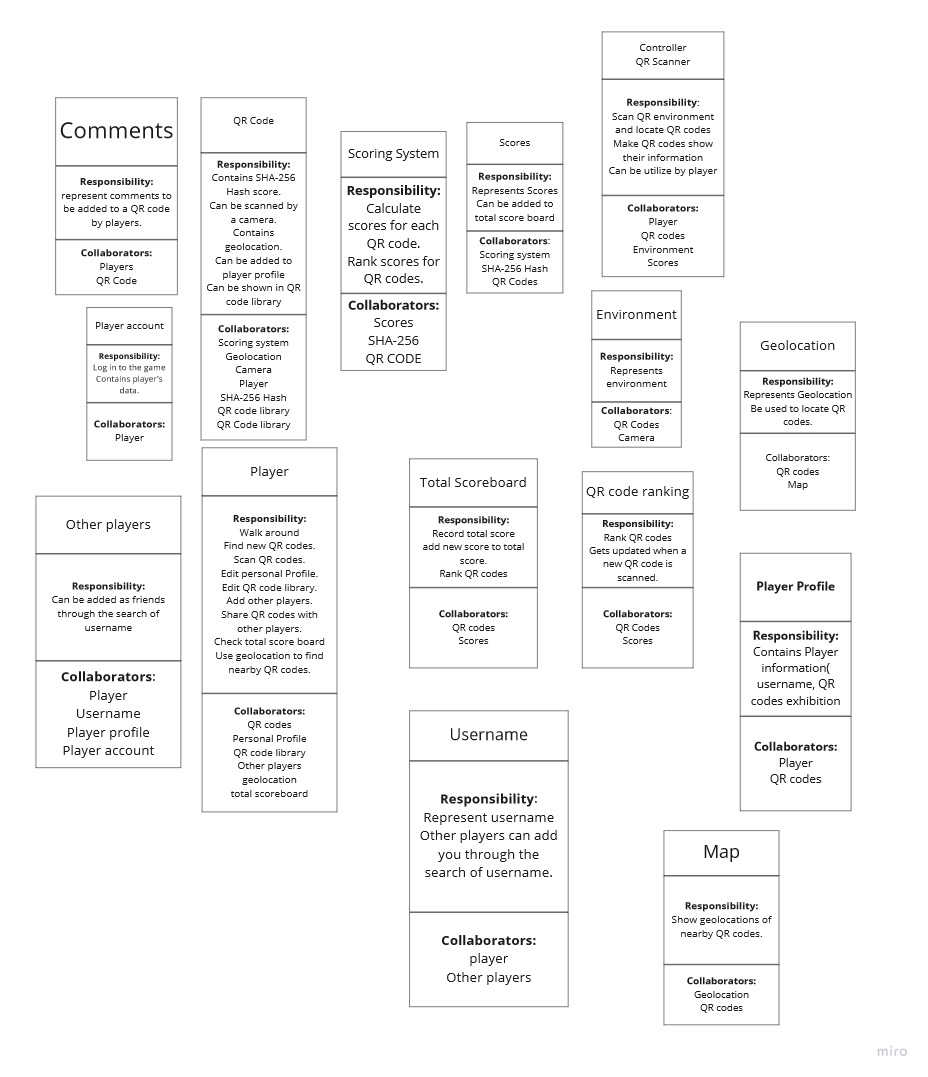 Controller
QR Scanner
Responsibility:
Scan QR environment
and locate QR codes
Make QR codes show
their information
Can be utilize by player
Collaborators:
Player
QR codes
Environment
Scores
Comments
Responsibility:
represent comments to
be added to a QR code
by players.
Collaborators:
Players
QR Code
QR Code
Responsibility:
Contains SHA-256
Hash score.
Can be scanned by
a camera.
Contains
geolocation.
Can be added to
player profile
Can be shown in QR
code library
Collaborators:
Scoring system
Geolocation
Camera
Player
SHA-256 Hash
QR code library
QR Code library
Scoring System
Responsibility:
Calculate
scores for each
QR code.
Rank scores for
QR codes.
Collaborators:
Scores
SHA-256
QR CODE
Scores
Responsibility:
Represents Scores
Can be added to
total score board
Collaborators:
Scoring system
SHA-256 Hash
QR Codes
Player account
Responsibility:
Log in to the game
Contains player's
data.
Collaborators:
Player
Environment
Responsibility:
Represents
environment
Collaborators:
QR Codes
Camera
Geolocation
Responsibility:
Represents Geolocation
Be used to locate QR
codes.
Collaborators:
QR codes
Map
Other players
Responsibility:
Can be added as friends
through the search of
username
Collaborators:
Player
Username
Player profile
Player account
Player
Responsibility:
Walk around
Find new QR codes.
Scan QR codes.
Edit personal Profile.
Edit QR code library.
Add other players.
Share QR codes with
other players.
Check total score board
Use geolocation to find
nearby QR codes.
Collaborators:
QR codes
Personal Profile
QR code library
Other players
geolocation
total scoreboard
Total Scoreboard
Responsibility:
Record total score
add new score to total
score.
Rank QR codes
Collaborators:
QR codes
Scores
QR code ranking
Responsibility:
Rank QR codes
Gets updated when a
new QR code is
scanned.
Collaborators:
QR Codes
Scores
Player Profile
Responsibility:
Contains Player
information(
username, QR
codes exhibition
Collaborators:
Player
QR codes
Username
Responsibility:
Represent username
Other players can add
you through the
search of username.
Collaborators:
player
Other players
Map
Responsibility:
Show geolocations of
nearby QR codes.
Collaborators:
Geolocation
QR codes
miro